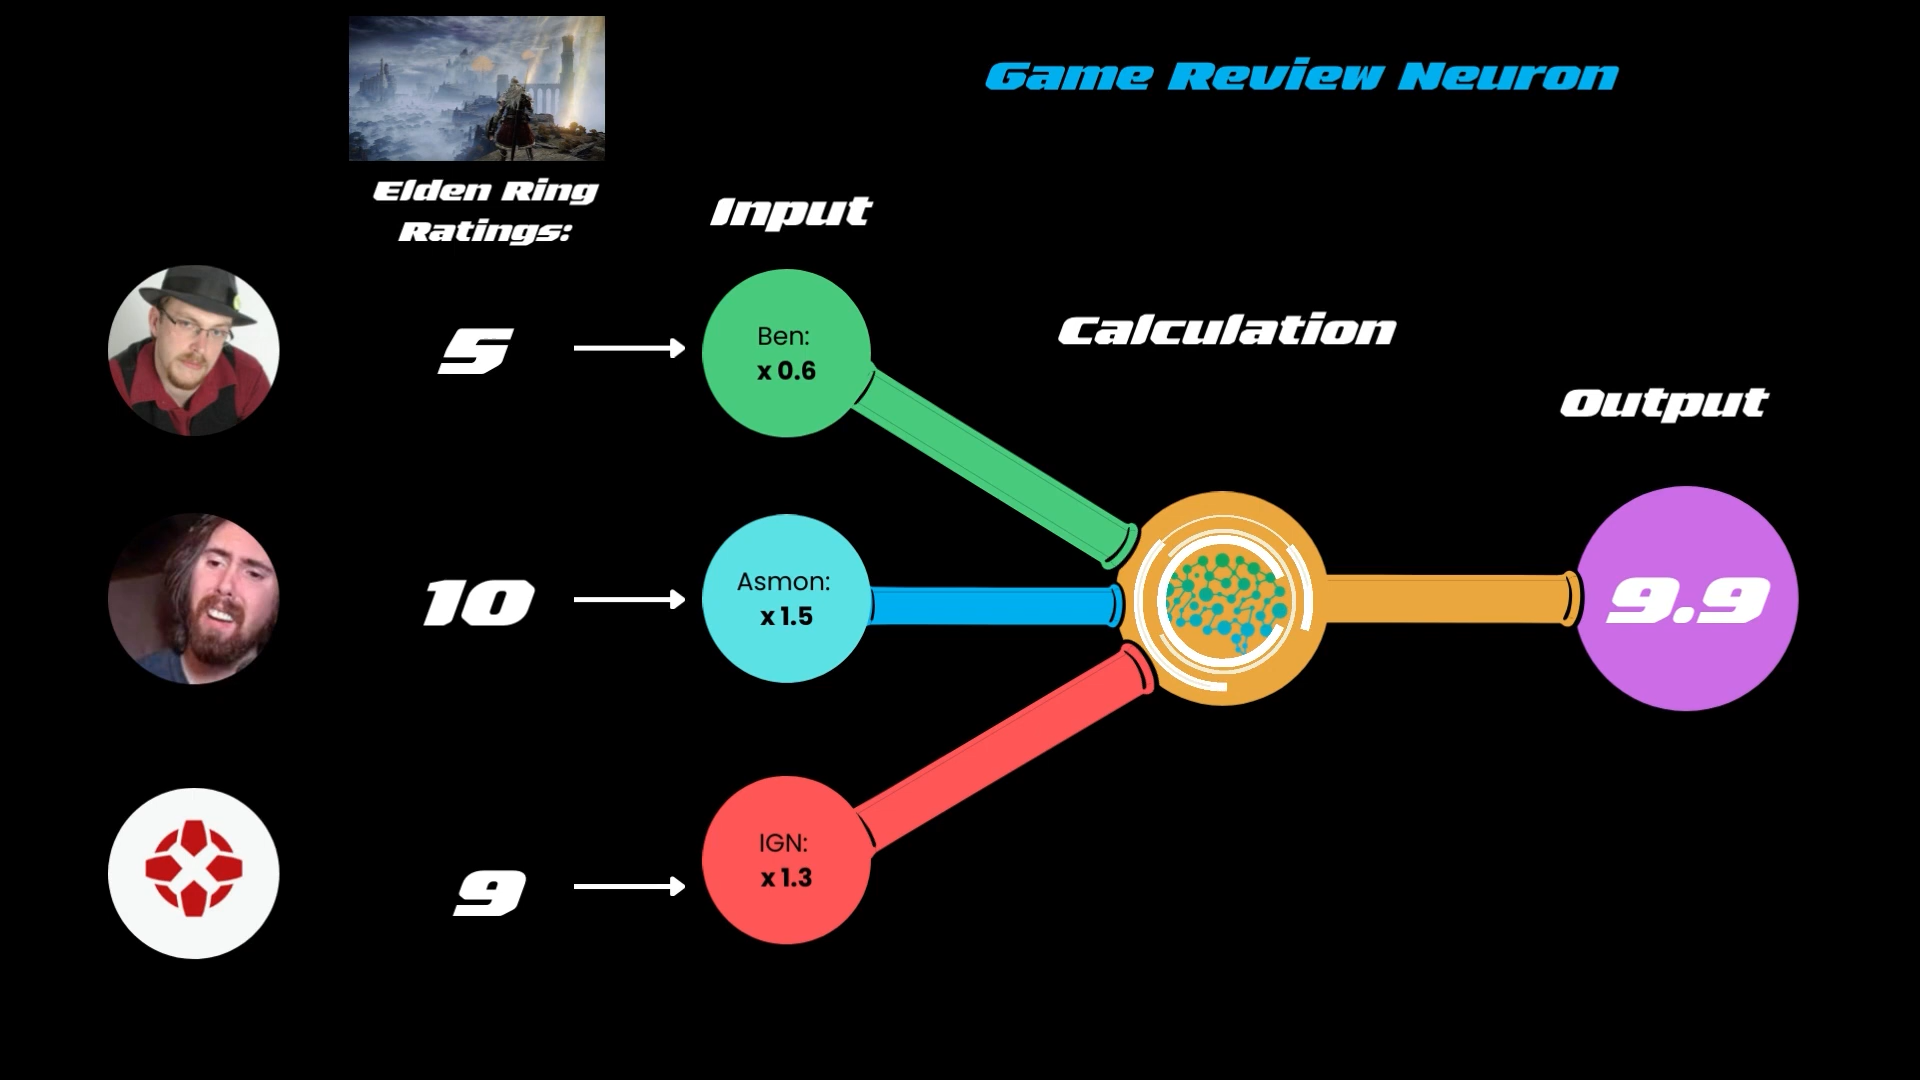 Game Review Neuron
Elden Ring
Ratings:
Input
Calculation
Output
5
Ben:
x 0.6
10
Asmon:
x 1.5
9.9
9
IGN:
x 1.3